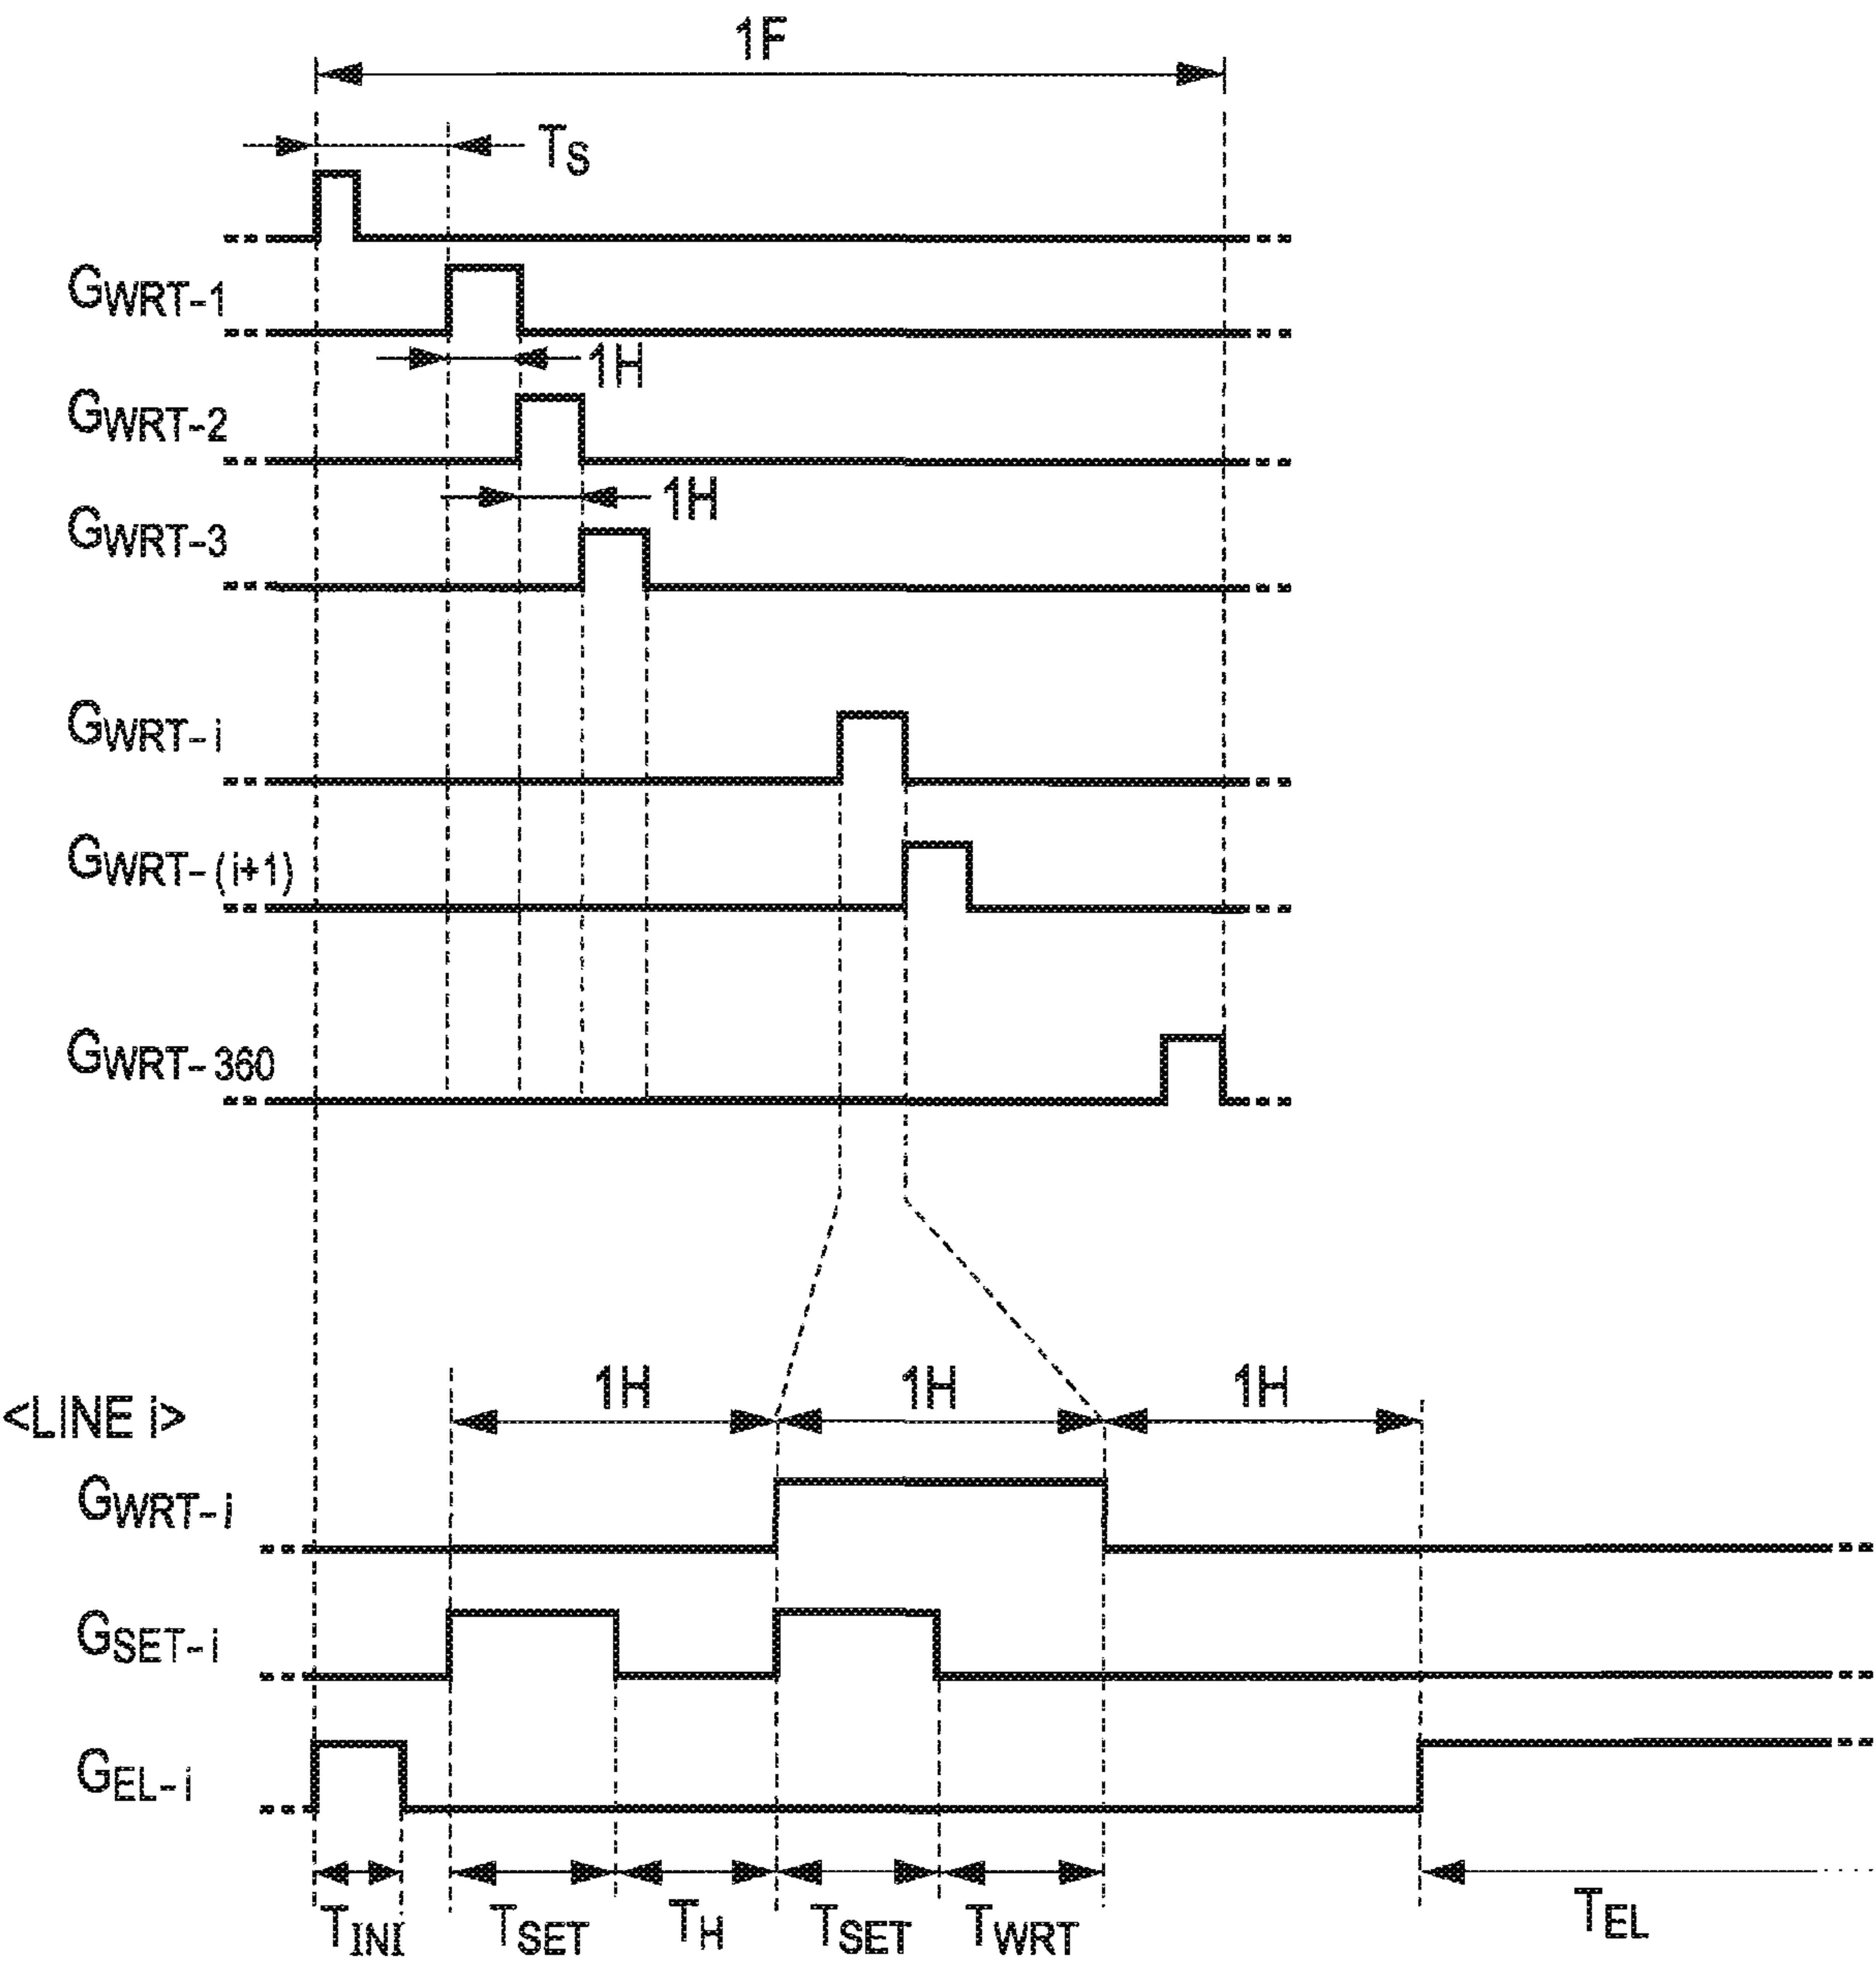 1F
TS
GWRT-1
1H
GWRT-2
1H
GWRT-3
GWRT-i
GWRT-(i+1)
GWRT-360
<LINE i>
1H 1H 1H
GWRT-i
GSET-i
GEL-i
TINI TSET TH TSET TWRT TEL